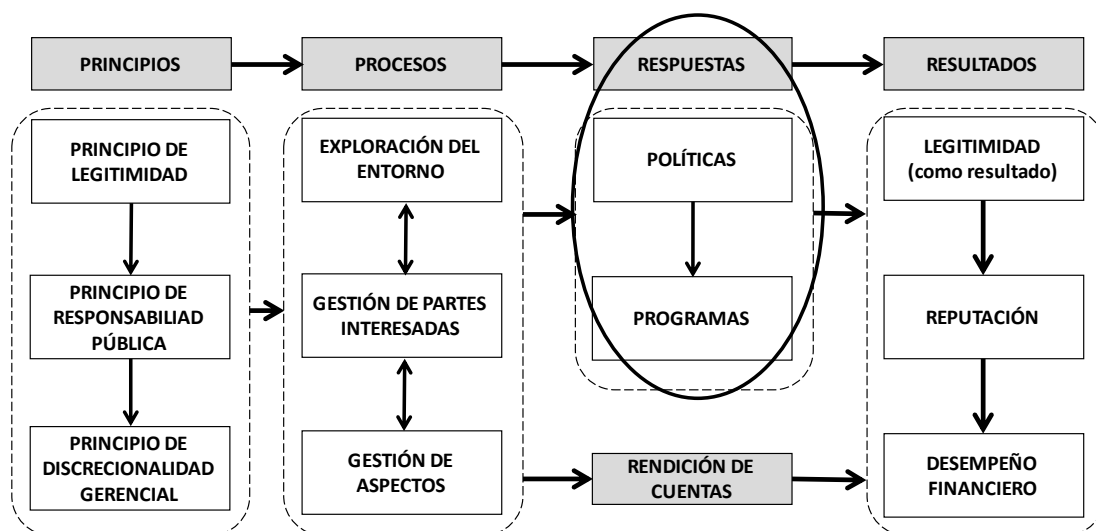 PRINCIPIOS
PROCESOS
RESPUESTAS
RESULTADOS
PRINCIPIO DE
LEGITIMIDAD
PRINCIPIO DE
RESPONSABILIAD
PÚBLICA
PRINCIPIO DE
DISCRECIONALIDAD
GERENCIAL
EXPLORACIÓN DEL
ENTORNO
GESTIÓN DE PARTES
INTERESADAS
GESTIÓN DE
ASPECTOS
POLÍTICAS
PROGRAMAS
RENDICIÓN DE
CUENTAS
LEGITIMIDAD
(como resultado)
REPUTACIÓN
DESEMPEÑO
FINANCIERO